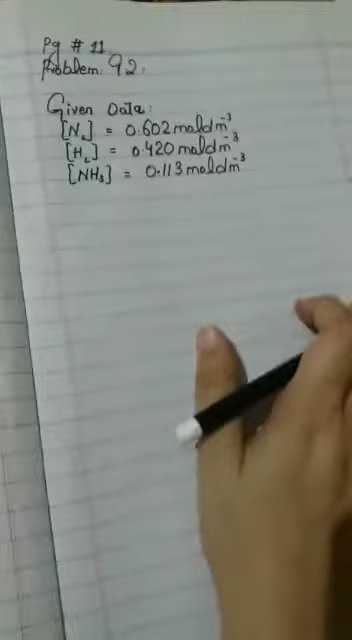 Pg # 11
Problem: 92.
Given Data:
[N₂] = 0.602 moldm⁻³
[H₂] = 0.420 moldm⁻³
[NH₃] = 0.113 moldm⁻³